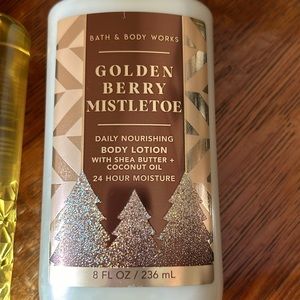 BATH & BODY WORKS
GOLDEN
BERRY
MISTLETOE
DAILY NOURISHING
BODY LOTION
WITH SHEA BUTTER +
COCONUT OIL
24 HOUR MOISTURE
8 FL OZ / 236 mL